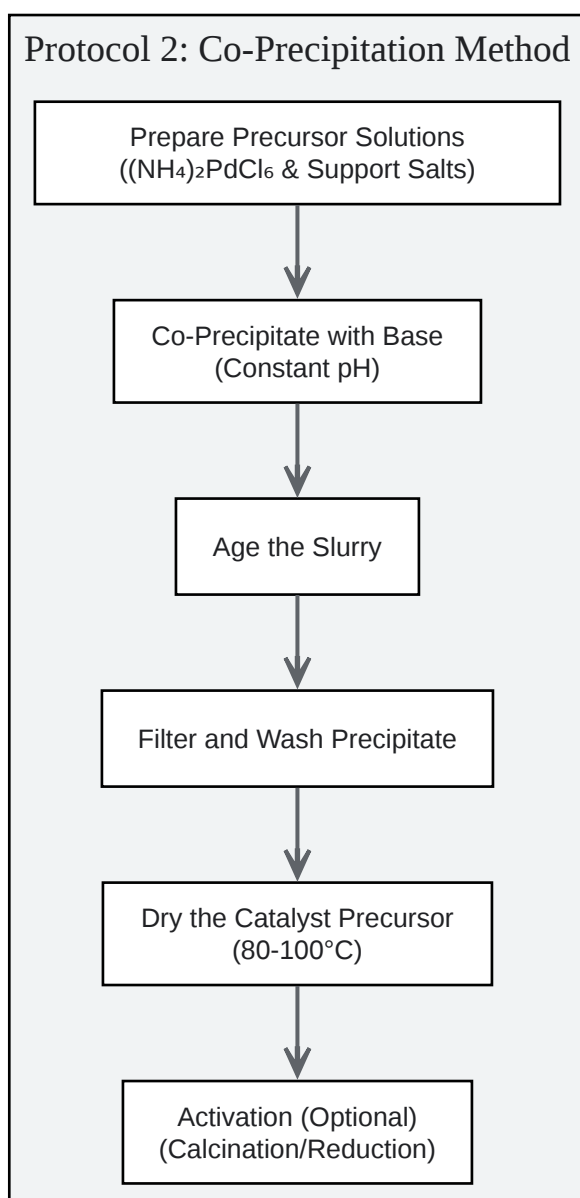 Protocol 2: Co-Precipitation Method
Prepare Precursor Solutions
((NH₄)₂PdCl₆ & Support Salts)
Co-Precipitate with Base
(Constant pH)
Age the Slurry
Filter and Wash Precipitate
Dry the Catalyst Precursor
(80-100°C)
Activation (Optional)
(Calcination/Reduction)